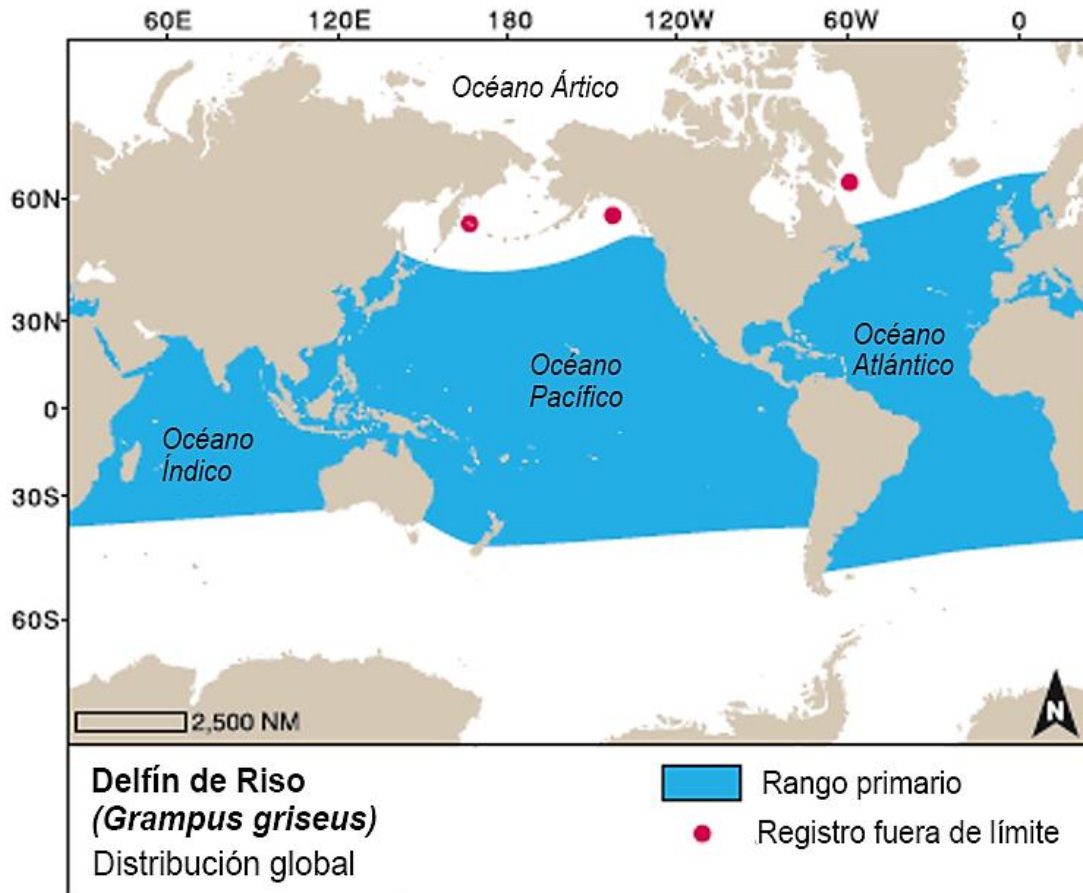 60E 120E 180 120W 60W 0
Océano Ártico
60N
30N
Océano
Pacífico
Océano
Atlántico
0
Océano
Índico
30S
60S
2,500 NM
N
Delfín de Riso
(Grampus griseus)
Distribución global
Rango primario
Registro fuera de límite